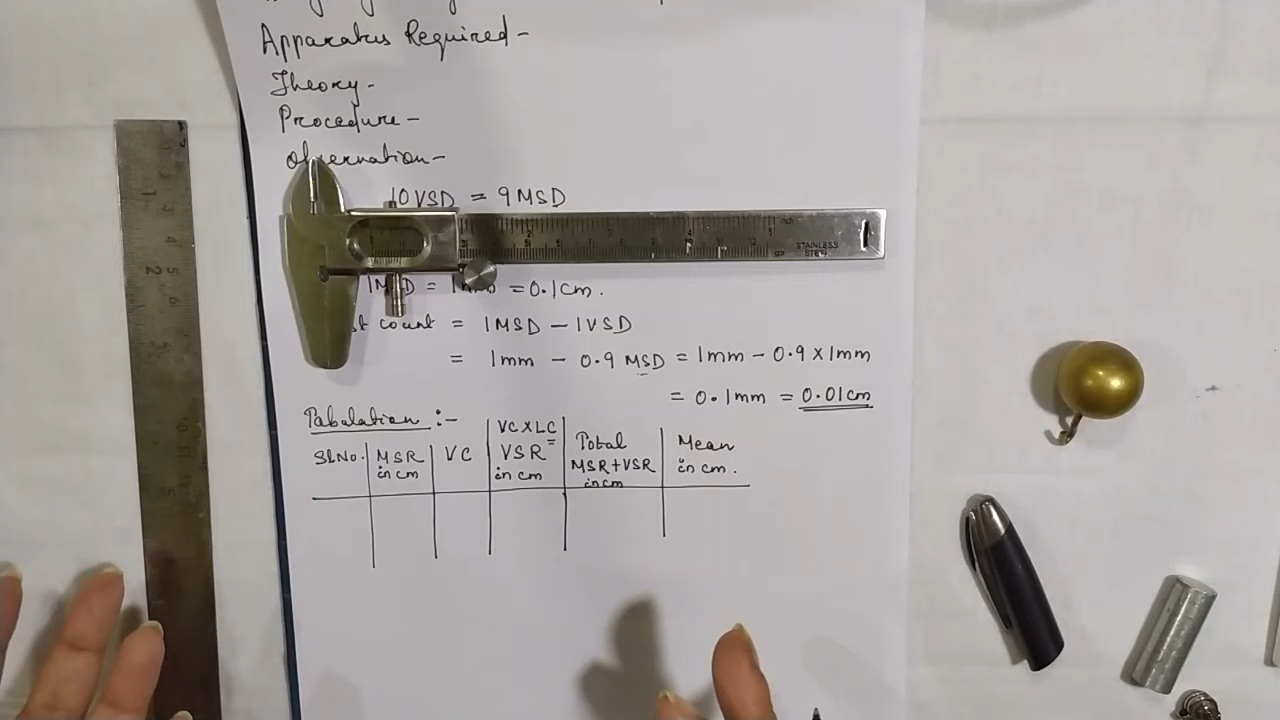 Apparatus Required -
Theory -
Procedure -
Observation -
10 VSD = 9 MSD
STAINLESS
STEEL
= 0.1 cm.
count = 1 MSD - 1 VSD
= 1mm - 0.9 MSD = 1mm - 0.9 x 1mm
= 0.1mm = 0.01cm
Tabulation :-
Sl No. | MSR in cm | VC | VC X LC VSR in cm | Total MSR + VSR in cm | Mean in cm.